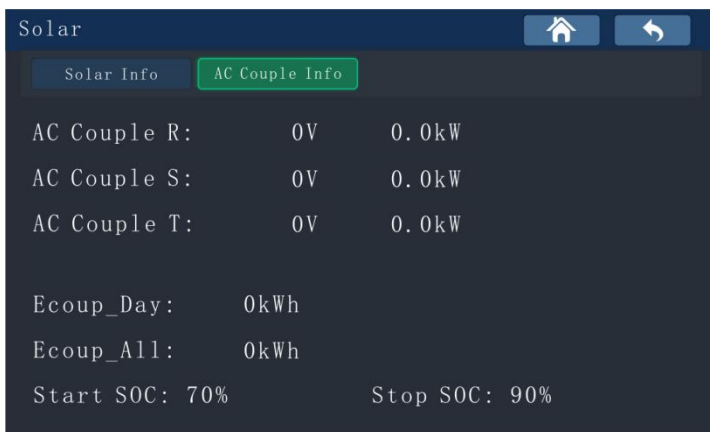 Solar
Solar Info AC Couple Info
AC Couple R: 0V 0.0kW
AC Couple S: 0V 0.0kW
AC Couple T: 0V 0.0kW
Ecoup_Day: 0kWh
Ecoup_All: 0kWh
Start SOC: 70% Stop SOC: 90%